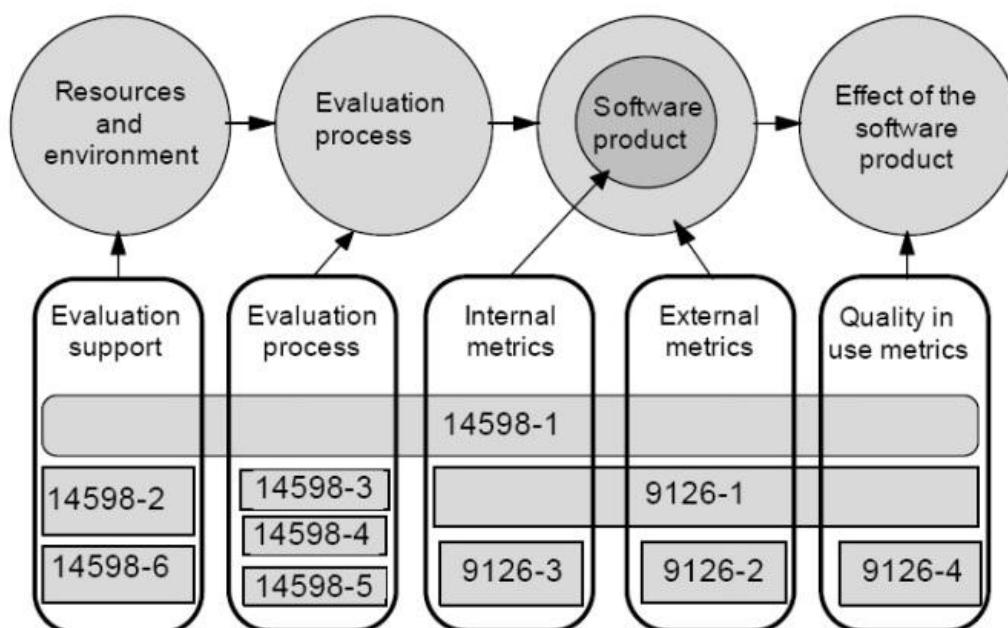 Resources
and
environment
Evaluation
process
Software
product
Effect of the
software
product
Evaluation
support
Evaluation
process
Internal
metrics
External
metrics
Quality in
use metrics
14598-1
14598-2
14598-6
14598-3
14598-4
14598-5
9126-1
9126-3
9126-2
9126-4